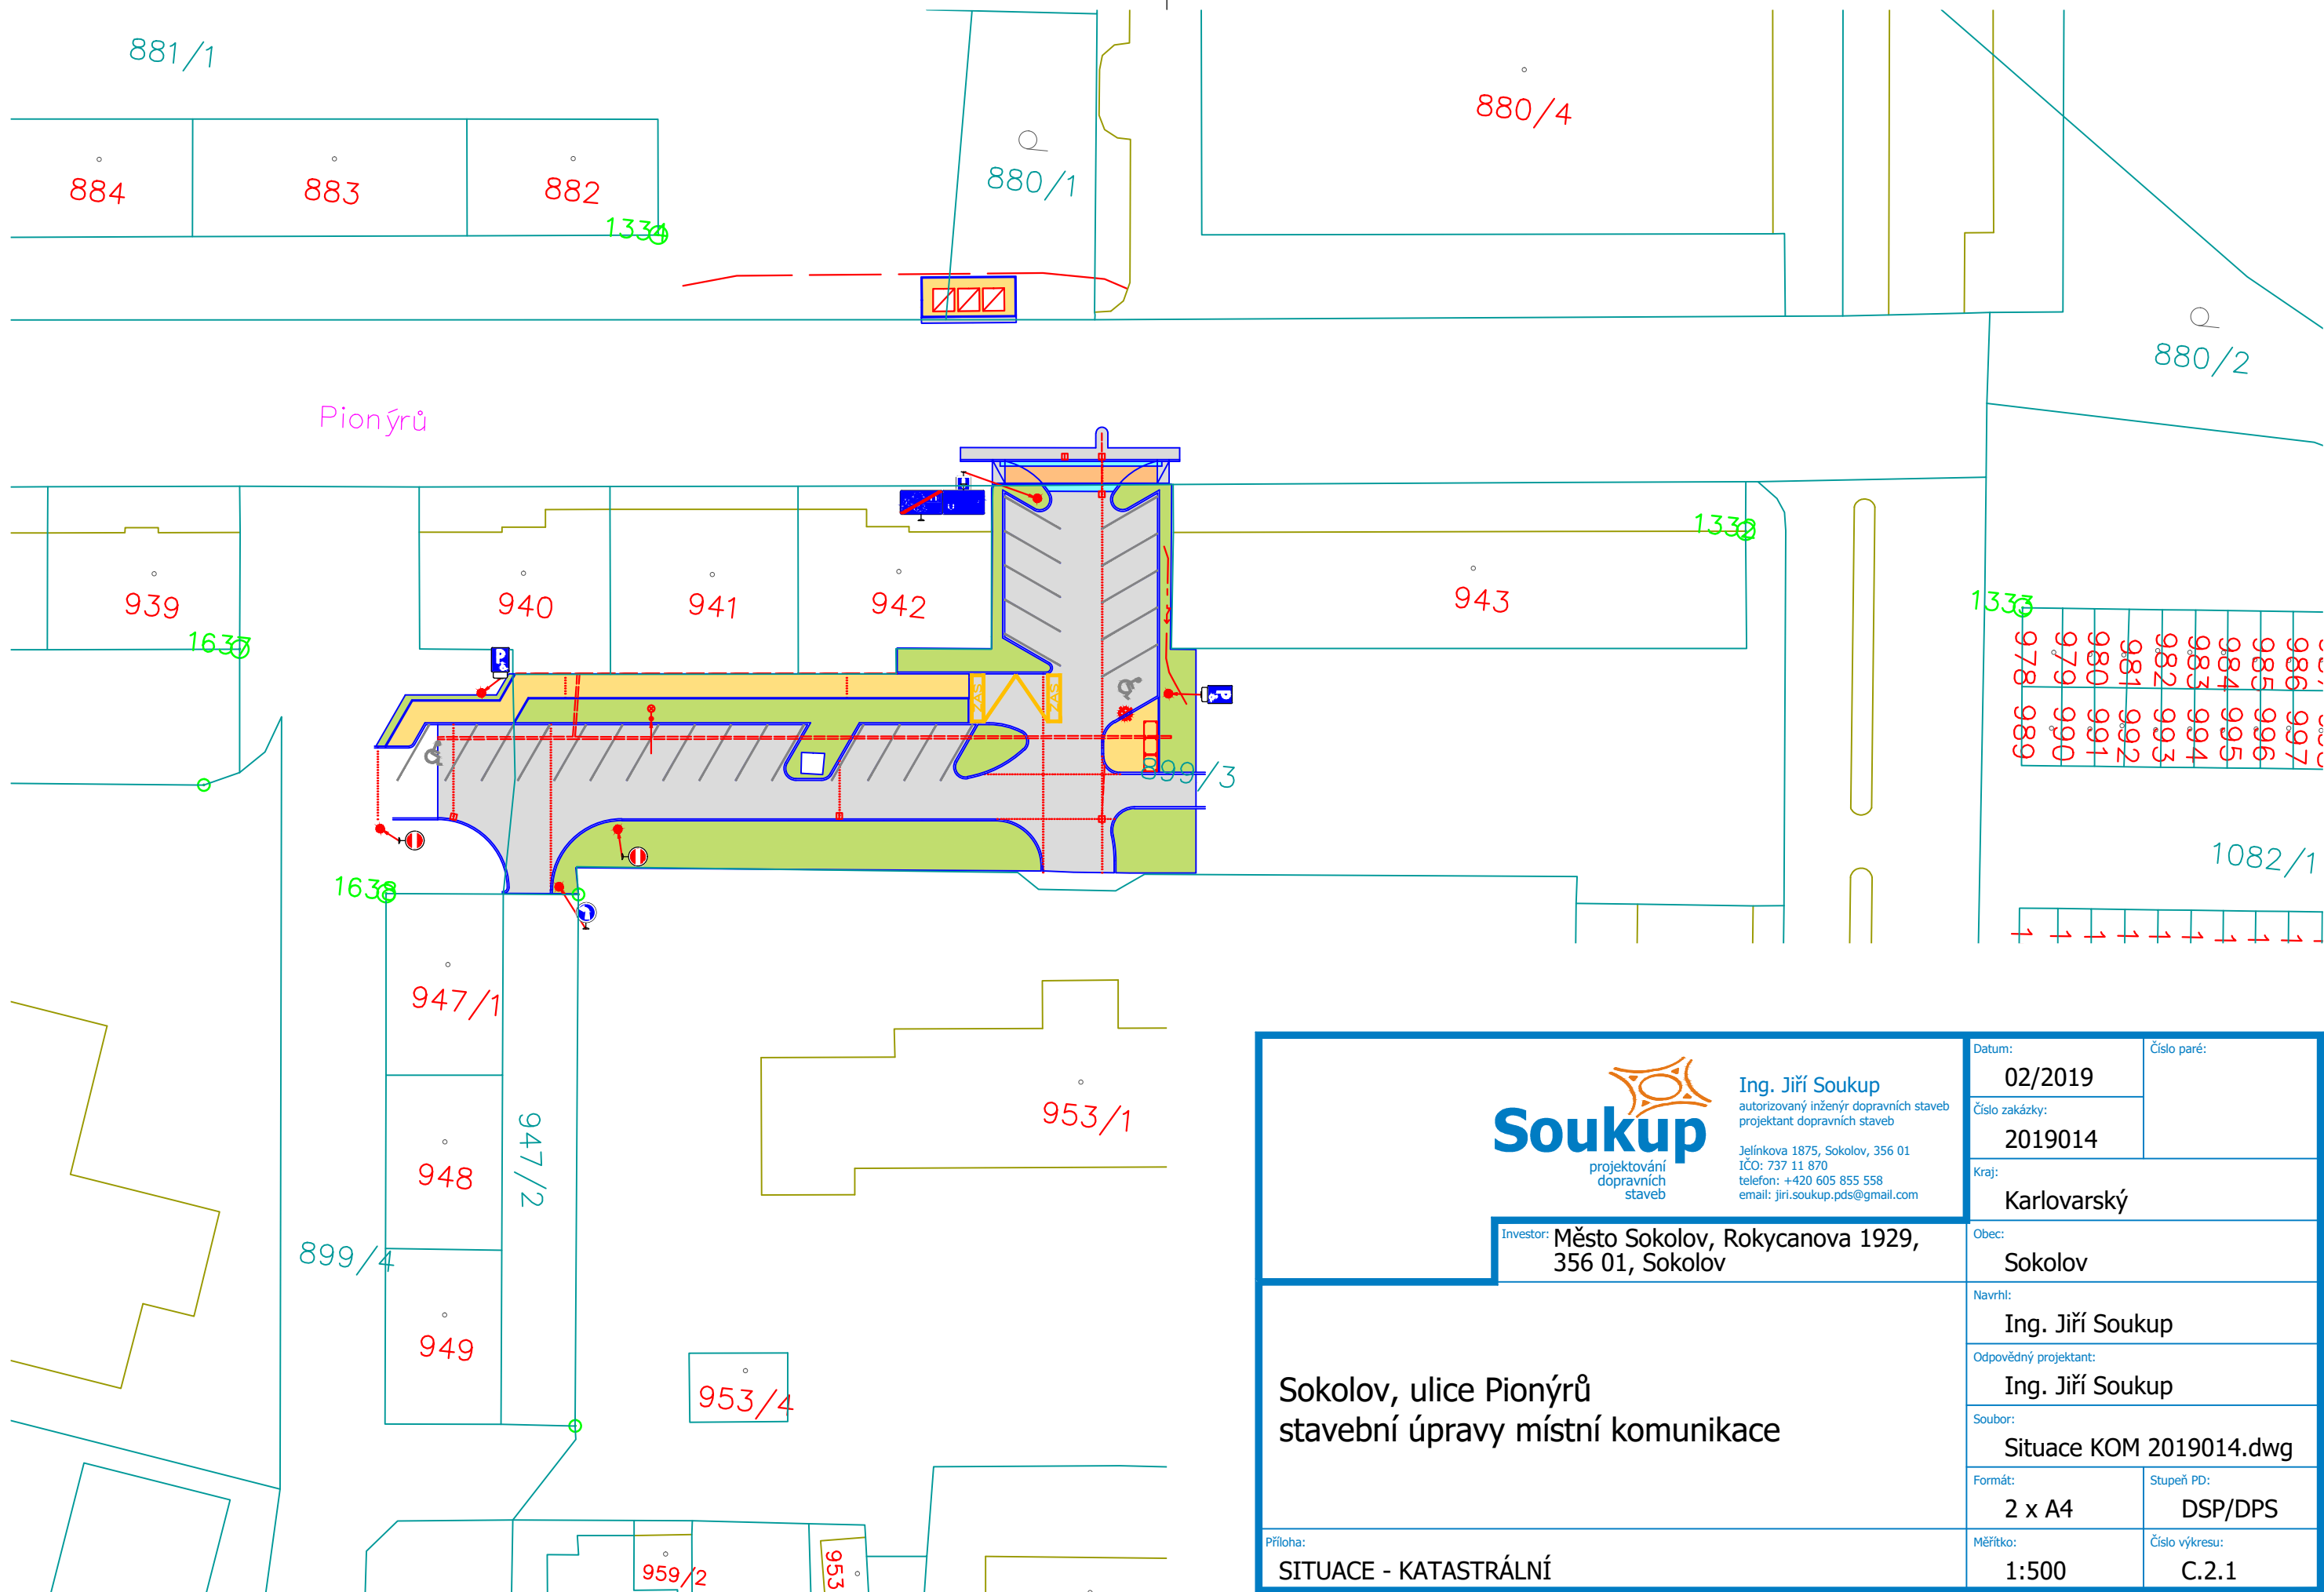 881/1
884
883
882
1334
880/1
880/4
880/2
Pionýrů
939
1637
940
941
942
943
1332
1333
978
979
980
981
982
983
984
985
986
989
990
991
992
993
994
995
996
997
899/3
1082/1
1638
947/1
948
947/2
949
899/4
953/1
953/4
959/2
953
ZÁS.
ZÁS.
Soukup
projektování
dopravních
staveb
Ing. Jiří Soukup
autorizovaný inženýr dopravních staveb
projektant dopravních staveb
Jelínkova 1875, Sokolov, 356 01
IČO: 737 11 870
telefon: +420 605 855 558
email: jiri.soukup.pds@gmail.com
Investor: Město Sokolov, Rokycanova 1929,
356 01, Sokolov
Sokolov, ulice Pionýrů
stavební úpravy místní komunikace
Příloha:
SITUACE - KATASTRÁLNÍ
Datum:
02/2019
Číslo paré:
Číslo zakázky:
2019014
Kraj:
Karlovarský
Obec:
Sokolov
Navrhl:
Ing. Jiří Soukup
Odpovědný projektant:
Ing. Jiří Soukup
Soubor:
Situace KOM 2019014.dwg
Formát:
2 x A4
Stupeň PD:
DSP/DPS
Měřítko:
1:500
Číslo výkresu:
C.2.1